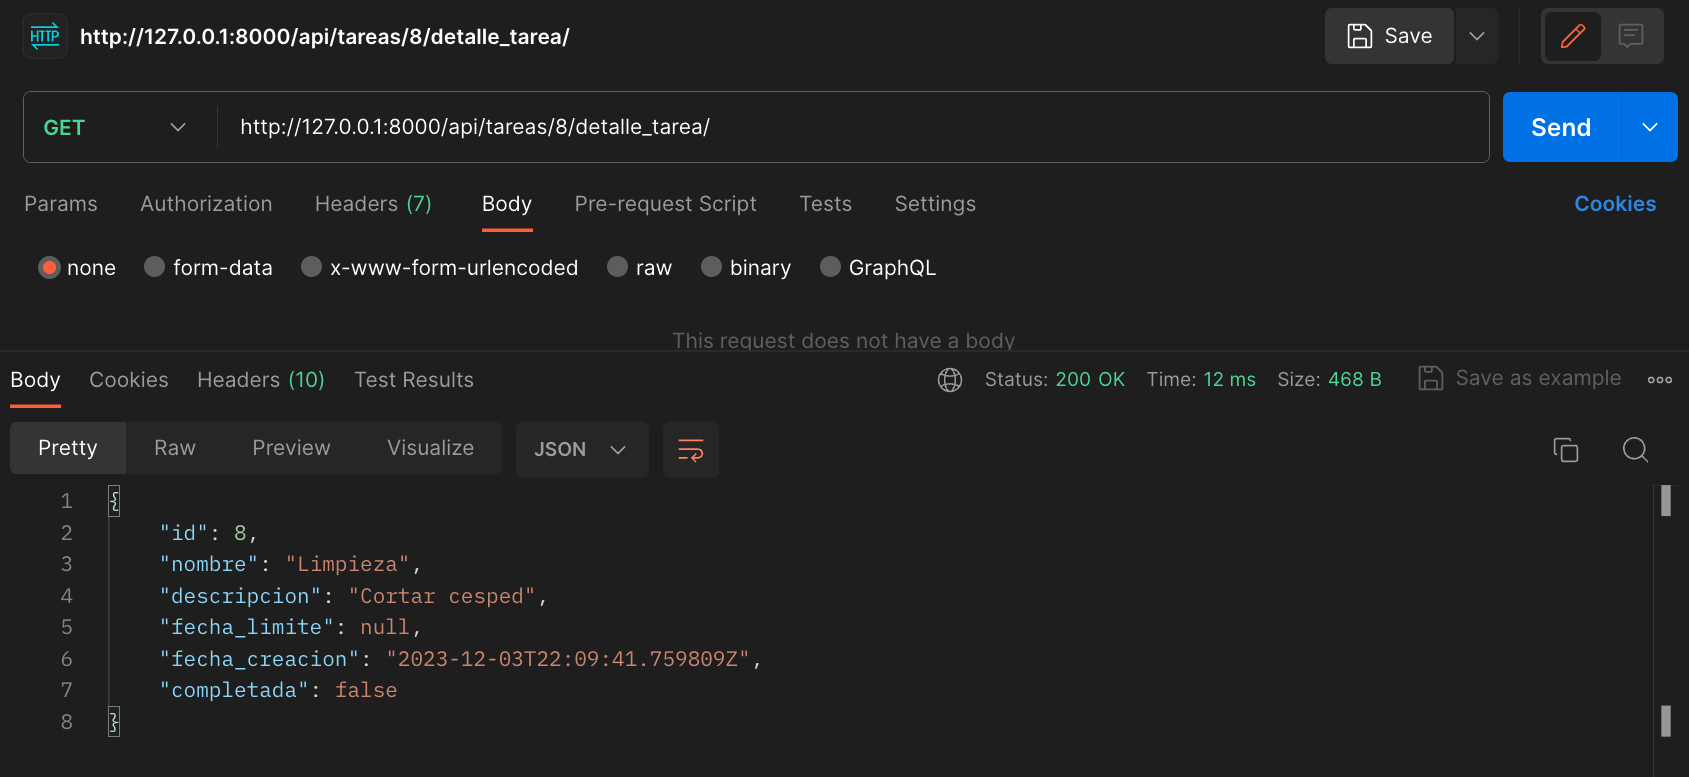 HTTP http://127.0.0.1:8000/api/tareas/8/detalle_tarea/ Save
GET http://127.0.0.1:8000/api/tareas/8/detalle_tarea/ Send
Params Authorization Headers (7) Body Pre-request Script Tests Settings Cookies
none form-data x-www-form-urlencoded raw binary GraphQL
This request does not have a body
Body Cookies Headers (10) Test Results Status: 200 OK Time: 12 ms Size: 468 B Save as example
Pretty Raw Preview Visualize JSON
1 {
2 "id": 8,
3 "nombre": "Limpieza",
4 "descripcion": "Cortar cesped",
5 "fecha_limite": null,
6 "fecha_creacion": "2023-12-03T22:09:41.759809Z",
7 "completada": false
8 }